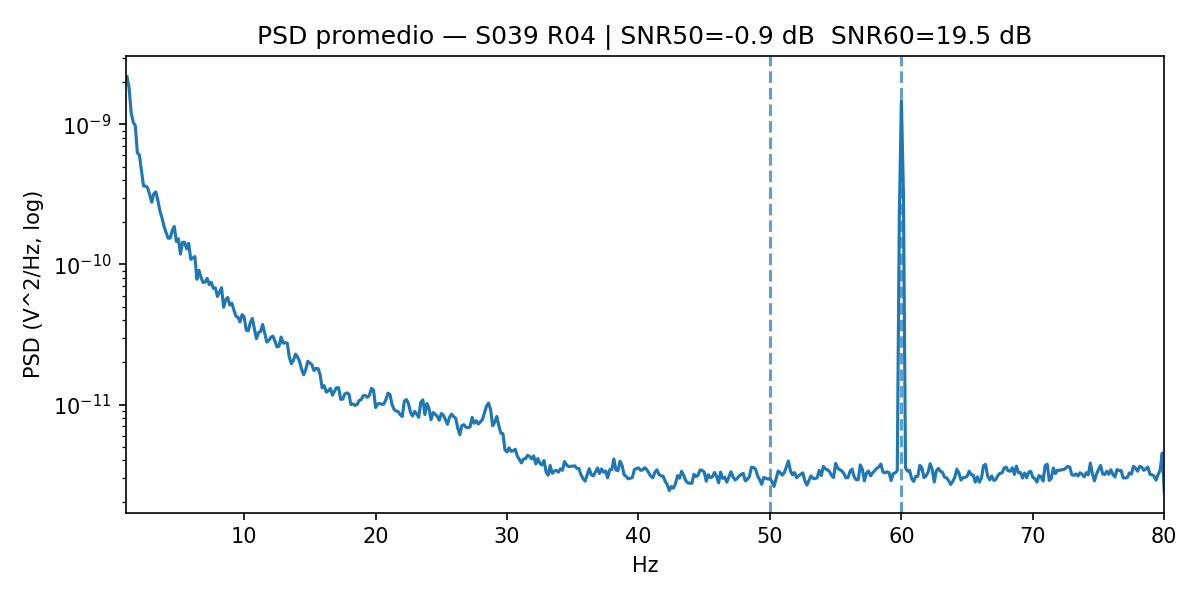 PSD promedio — S039 R04 | SNR50=-0.9 dB  SNR60=19.5 dB
PSD (V^2/Hz, log)
10⁻⁹
10⁻¹⁰
10⁻¹¹
10 20 30 40 50 60 70 80
Hz